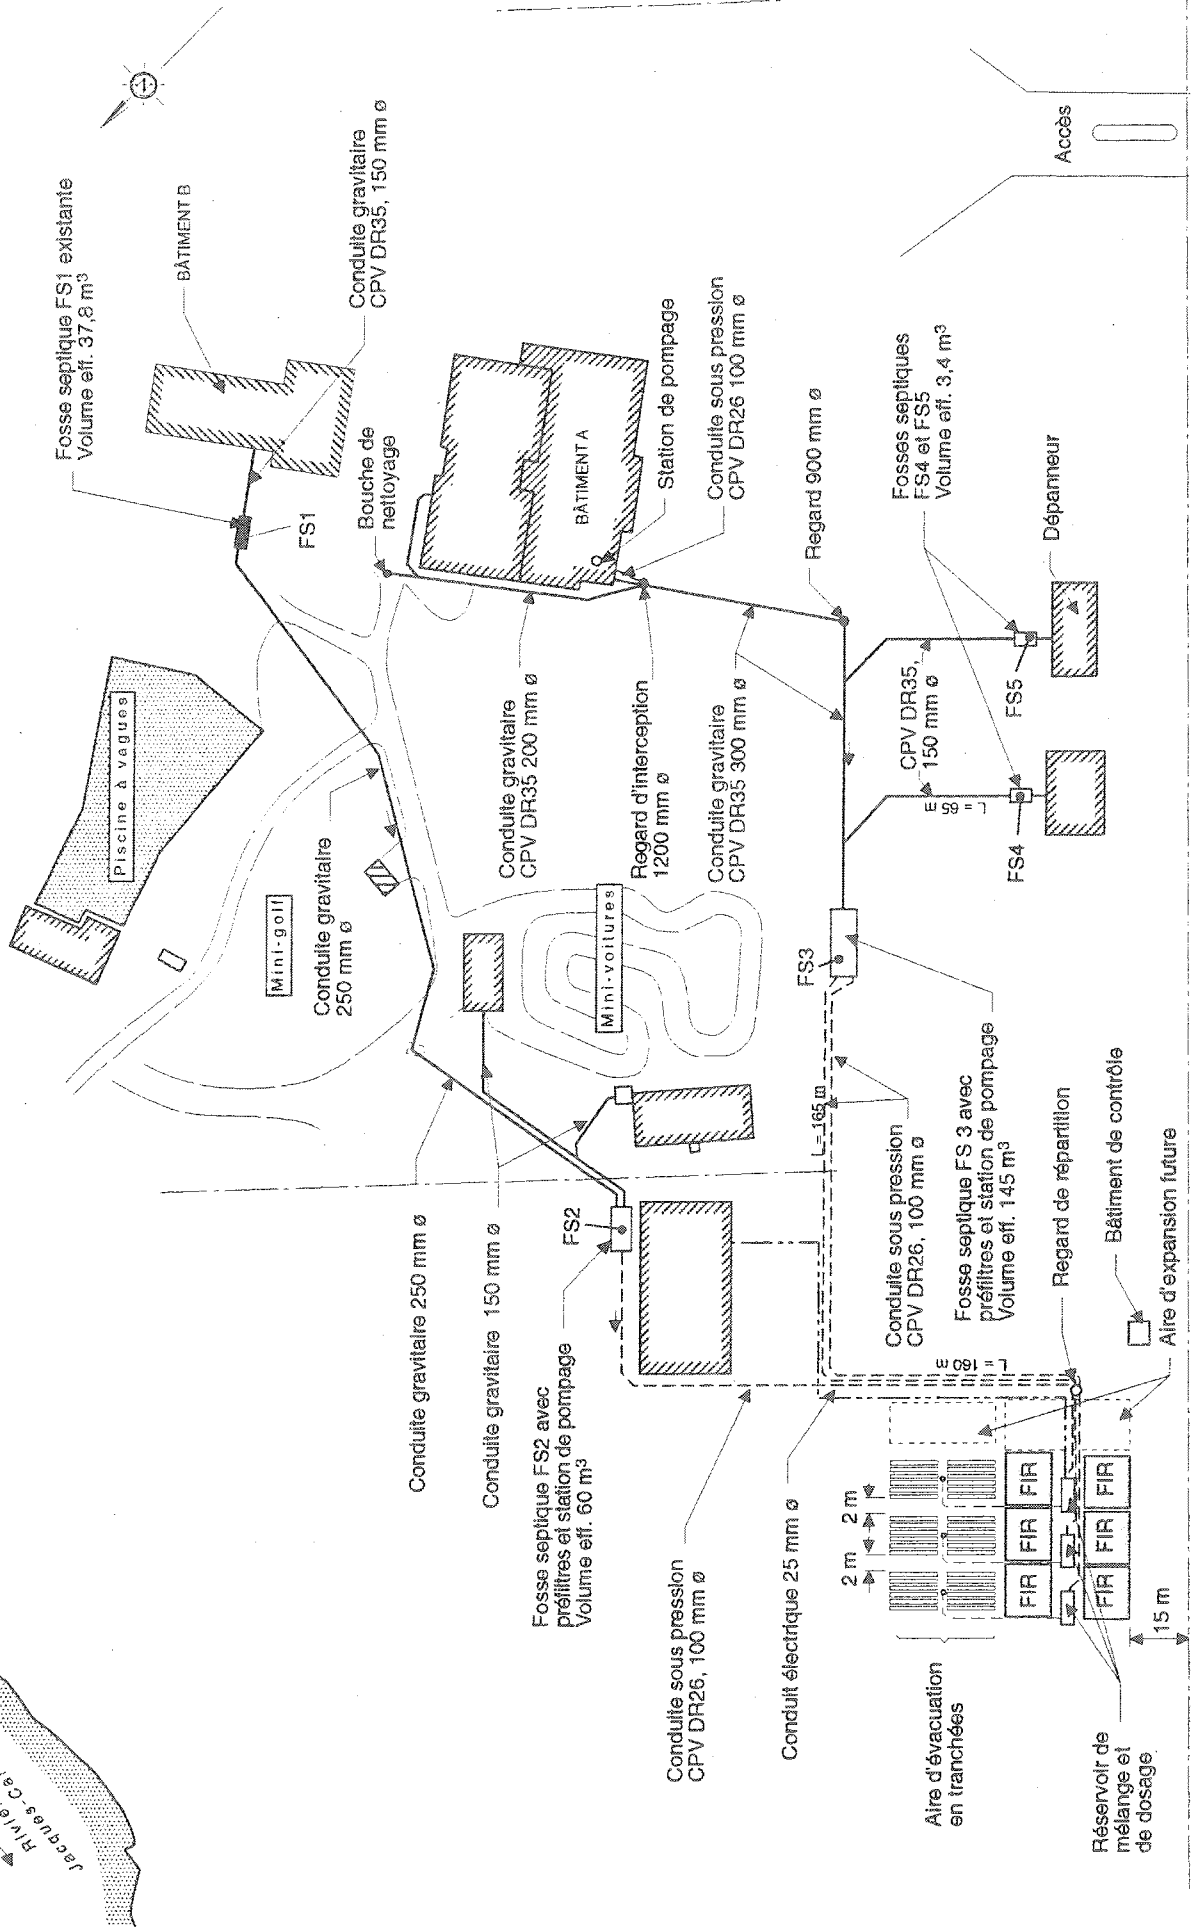 Fosse septique FS1 existante
Volume eff. 37,8 m³
BÂTIMENT B
Conduite gravitaire
CPV DR35, 150 mm ø
FS1
Bouche de
nettoyage
BÂTIMENT A
Station de pompage
Conduite sous pression
CPV DR26 100 mm ø
Regard 900 mm ø
Fosses septiques
FS4 et FS5
Volume eff. 3,4 m³
Dépanneur
Accès
Piscine à vagues
Mini-golf
Conduite gravitaire
250 mm ø
Conduite gravitaire
CPV DR35 200 mm ø
Regard d'interception
1200 mm ø
Conduite gravitaire
CPV DR35 300 mm ø
CPV DR35,
150 mm ø
L = 65 m
FS5
FS4
Mini-voitures
FS3
L = 165 m
Conduite sous pression
CPV DR26, 100 mm ø
Fosse septique FS 3 avec
préfiltres et station de pompage
Volume eff. 145 m³
Conduite gravitaire 250 mm ø
Conduite gravitaire 150 mm ø
FS2
Fosse septique FS2 avec
préfiltres et station de pompage
Volume eff. 60 m³
Conduite sous pression
CPV DR26, 100 mm ø
Conduit électrique 25 mm ø
L = 160 m
Regard de répartition
Bâtiment de contrôle
Aire d'expansion future
2 m
2 m
FIR
FIR
FIR
FIR
FIR
FIR
15 m
Aire d'évacuation
en tranchées
Réservoir de
mélange et
de dosage